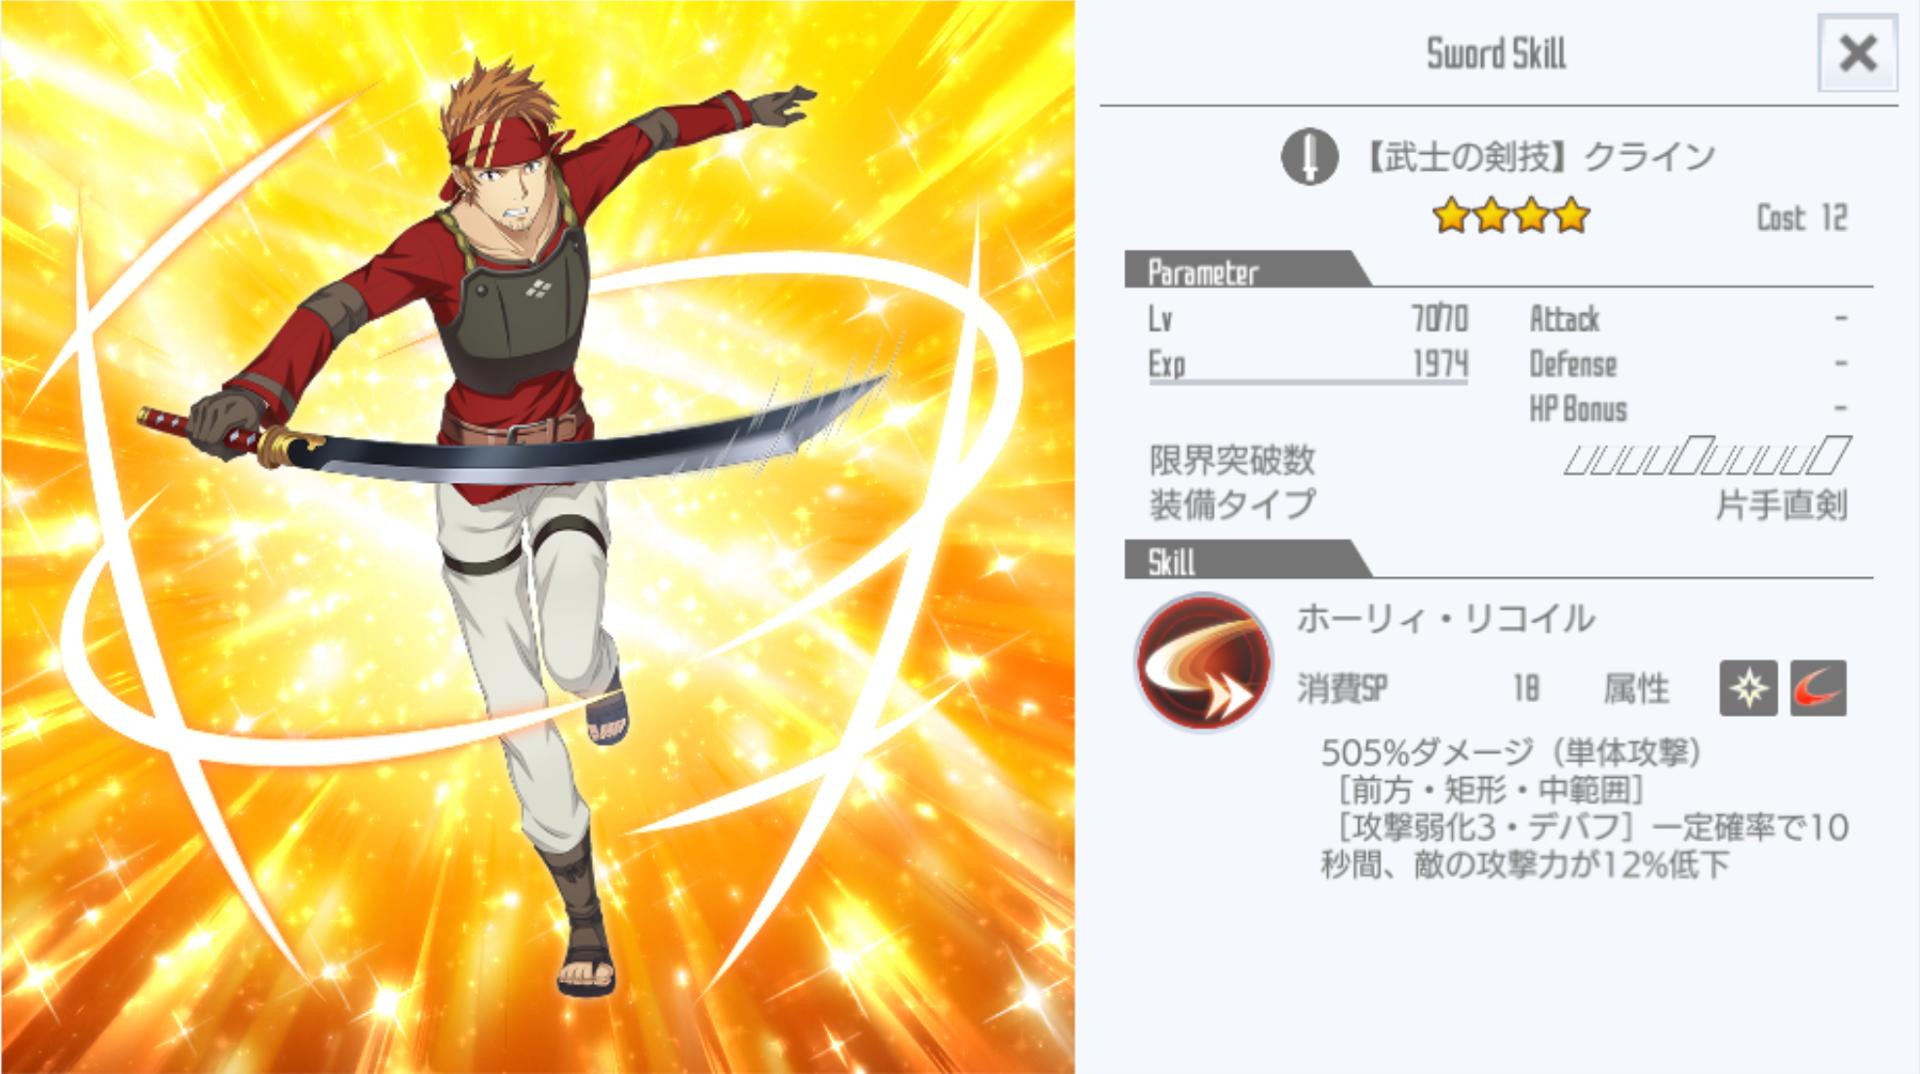 Sword Skill
【武士の剣技】クライン
Cost 12
Parameter
Lv 70/70
Attack -
Exp 1974
Defense -
HP Bonus -
限界突破数
装備タイプ 片手直剣
Skill
ホーリィ・リコイル
消費SP 18 属性
505%ダメージ（単体攻撃）
［前方・矩形・中範囲］
［攻撃弱化3・デバフ］一定確率で10
秒間、敵の攻撃力が12%低下